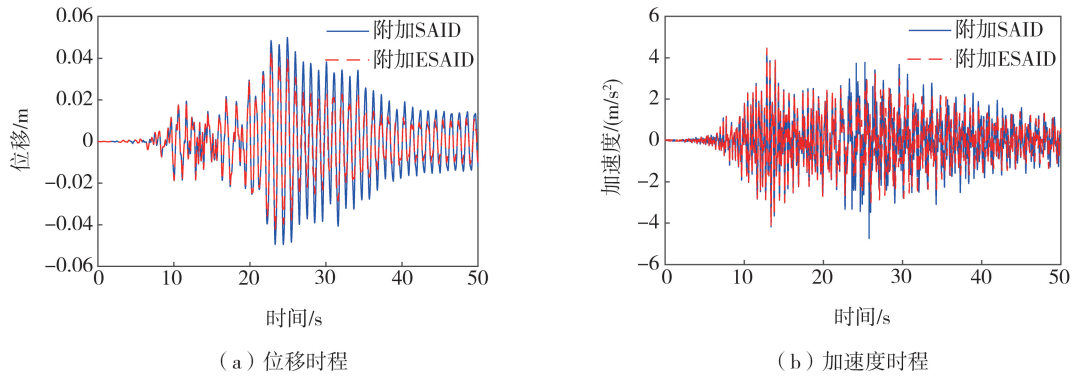 0.06
0.04
0.02
0
−0.02
−0.04
−0.06
位移/m
附加SAID
附加ESAID
0 10 20 30 40 50
时间/s
（a）位移时程
6
4
2
0
−2
−4
−6
加速度/(m/s²)
附加SAID
附加ESAID
0 10 20 30 40 50
时间/s
（b）加速度时程